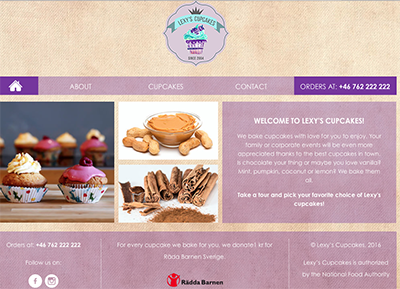 LEXY'S CUPCAKES
SINCE 2004
ABOUT
CUPCAKES
CONTACT
ORDERS AT: +46 762 222 222
WELCOME TO LEXY'S CUPCAKES!
We bake cupcakes with love for you to enjoy. Your
family or corporate events will be even more
appreciated thanks to the best cupcakes in town.
Is chocolate your thing or maybe you love vanilla?
Mint, pumpkin, coconut or lemon? We bake them
all.
Take a tour and pick your favorite choice of Lexy's
cupcakes!
Orders at: +46 762 222 222
Follow us on:
For every cupcake we bake for you, we donate1 kr for
Rädda Barnen Sverige.
Rädda Barnen
© Lexy's Cupcakes, 2016
Lexy's Cupcakes is authorized
by the National Food Authority